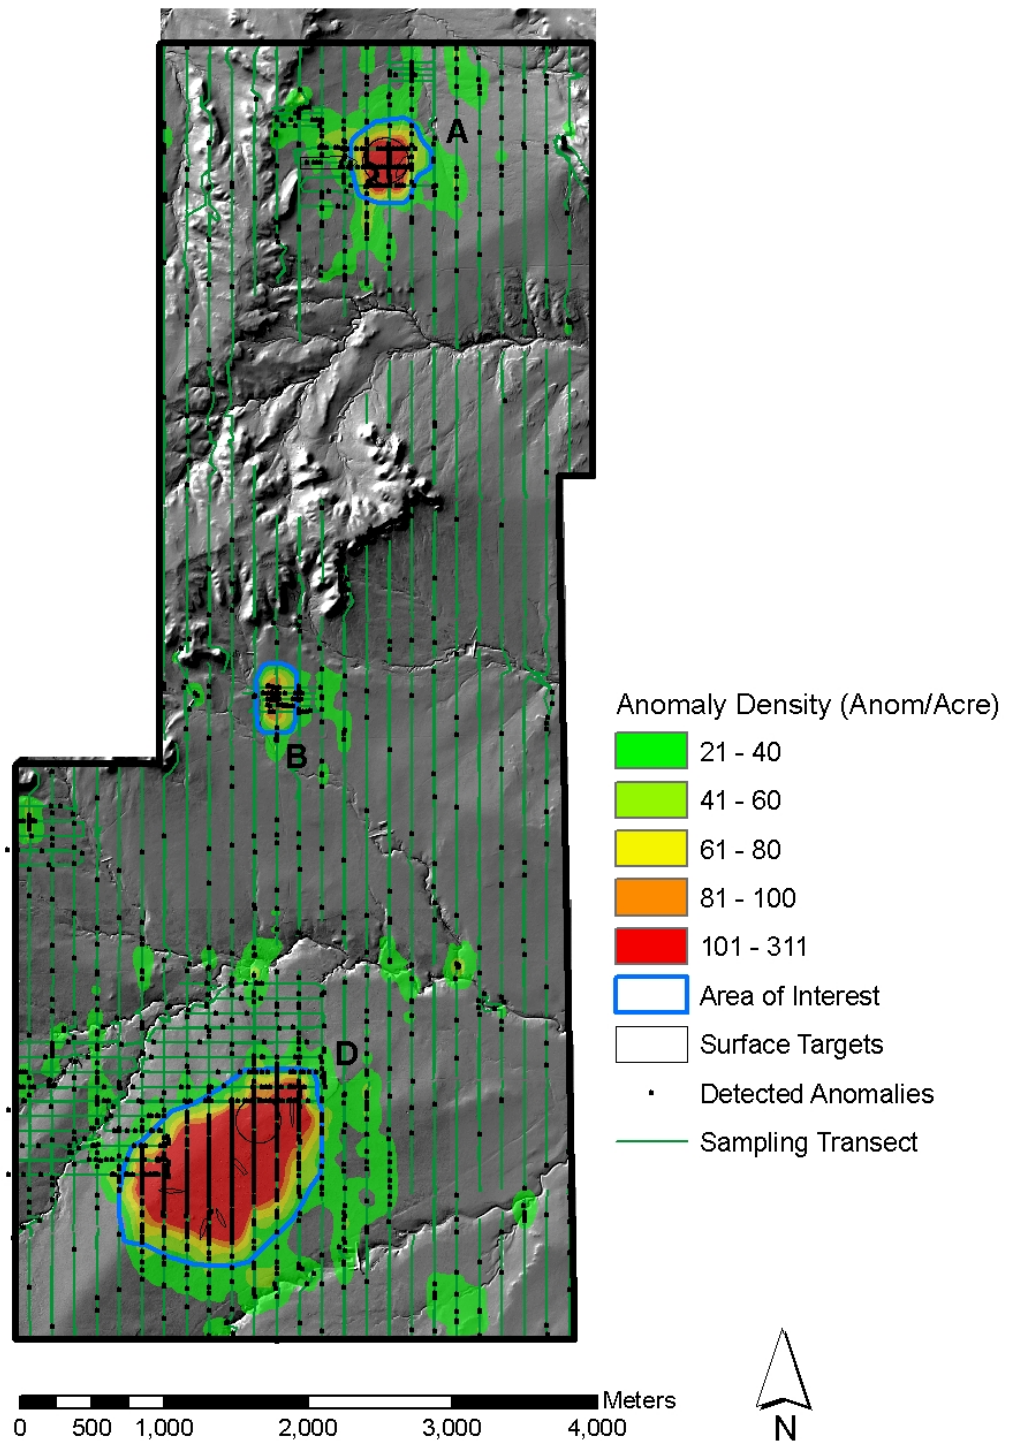 A
B
D
Anomaly Density (Anom/Acre)
21 - 40
41 - 60
61 - 80
81 - 100
101 - 311
Area of Interest
Surface Targets
Detected Anomalies
Sampling Transect
Meters
0 500 1,000 2,000 3,000 4,000
N